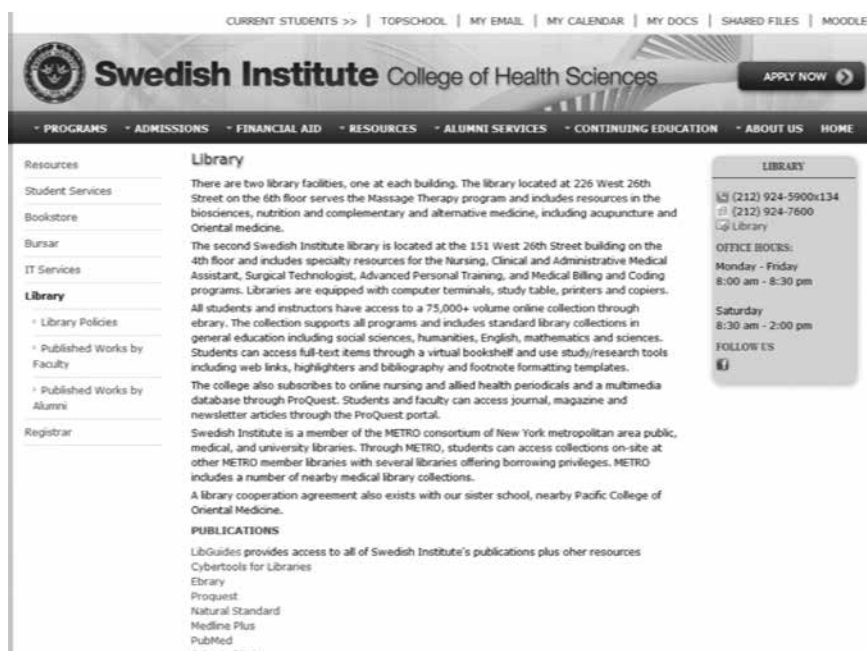 CURRENT STUDENTS >> | TOPSCHOOL | MY EMAIL | MY CALENDAR | MY DOCS | SHARED FILES | MOODLE
Swedish Institute College of Health Sciences
APPLY NOW
PROGRAMS ADMISSIONS FINANCIAL AID RESOURCES ALUMNI SERVICES CONTINUING EDUCATION ABOUT US HOME
Resources
Student Services
Bookstore
Bursar
IT Services
Library
Library Policies
Published Works by
Faculty
Published Works by
Alumni
Registrar
Library
There are two library facilities, one at each building. The library located at 226 West 26th
Street on the 6th floor serves the Massage Therapy program and includes resources in the
biosciences, nutrition and complementary and alternative medicine, including acupuncture and
Oriental medicine.
The second Swedish Institute library is located at the 151 West 26th Street building on the
4th floor and includes specialty resources for the Nursing, Clinical and Administrative Medical
Assistant, Surgical Technologist, Advanced Personal Training, and Medical Billing and Coding
programs. Libraries are equipped with computer terminals, study table, printers and copiers.
All students and instructors have access to a 75,000+ volume online collection through
ebrary. The collection supports all programs and includes standard library collections in
general education including social sciences, humanities, English, mathematics and sciences.
Students can access full-text items through a virtual bookshelf and use study/research tools
including web links, highlighters and bibliography and footnote formatting templates.
The college also subscribes to online nursing and allied health periodicals and a multimedia
database through ProQuest. Students and faculty can access journal, magazine and
newsletter articles through the ProQuest portal.
Swedish Institute is a member of the METRO consortium of New York metropolitan area public,
medical, and university libraries. Through METRO, students can access collections on-site at
other METRO member libraries with several libraries offering borrowing privileges. METRO
includes a number of nearby medical library collections.
A library cooperation agreement also exists with our sister school, nearby Pacific College of
Oriental Medicine.
PUBLICATIONS
LibGuides provides access to all of Swedish Institute's publications plus oher resources
Cybertools for Libraries
Ebrary
Proquest
Natural Standard
Medline Plus
PubMed
LIBRARY
(212) 924-5900x134
(212) 924-7600
Library
OFFICE HOURS:
Monday - Friday
8:00 am - 8:30 pm
Saturday
8:30 am - 2:00 pm
FOLLOW US